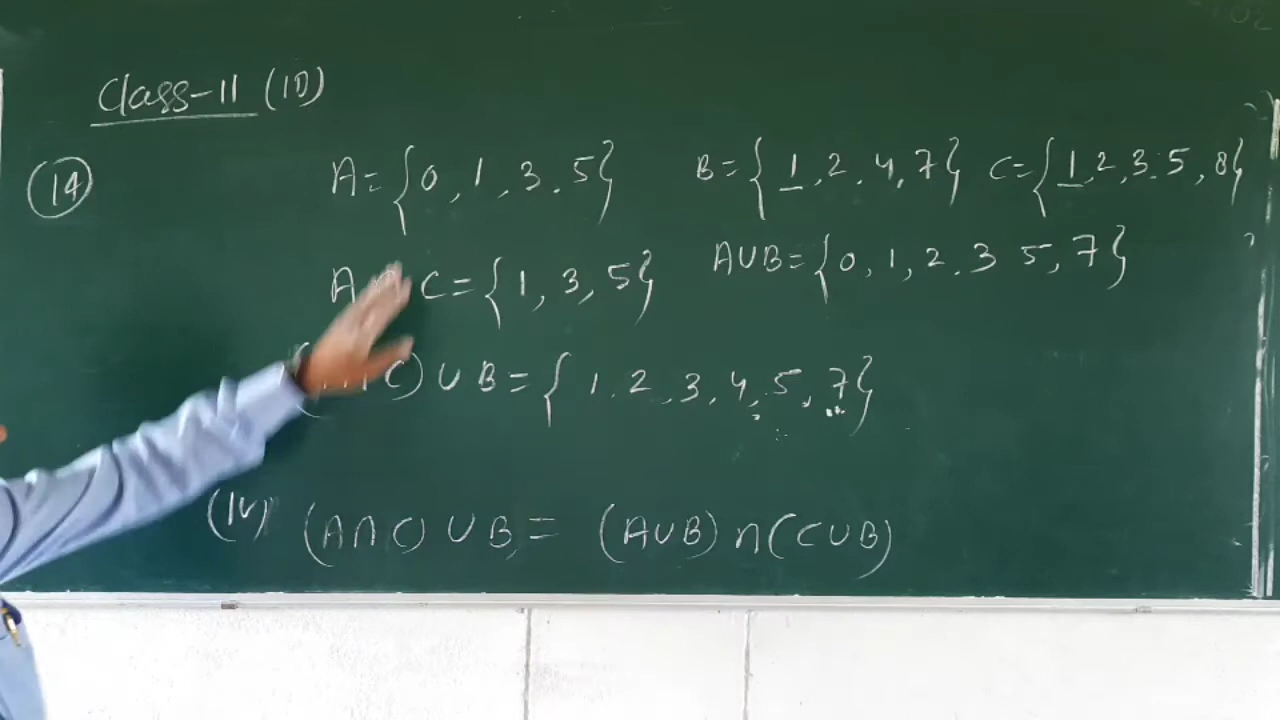 Class-11 (1D)
(14) A={0,1,3.5} B={1,2.4,7} C={1,2,3.5,8}
A C={1,3,5} AUB={0,1,2.3 5,7}
C) ∪ B={1.2,3,4,5,7}
(iv) (A∩C) ∪ B = (A∪B) ∩ (C∪B)